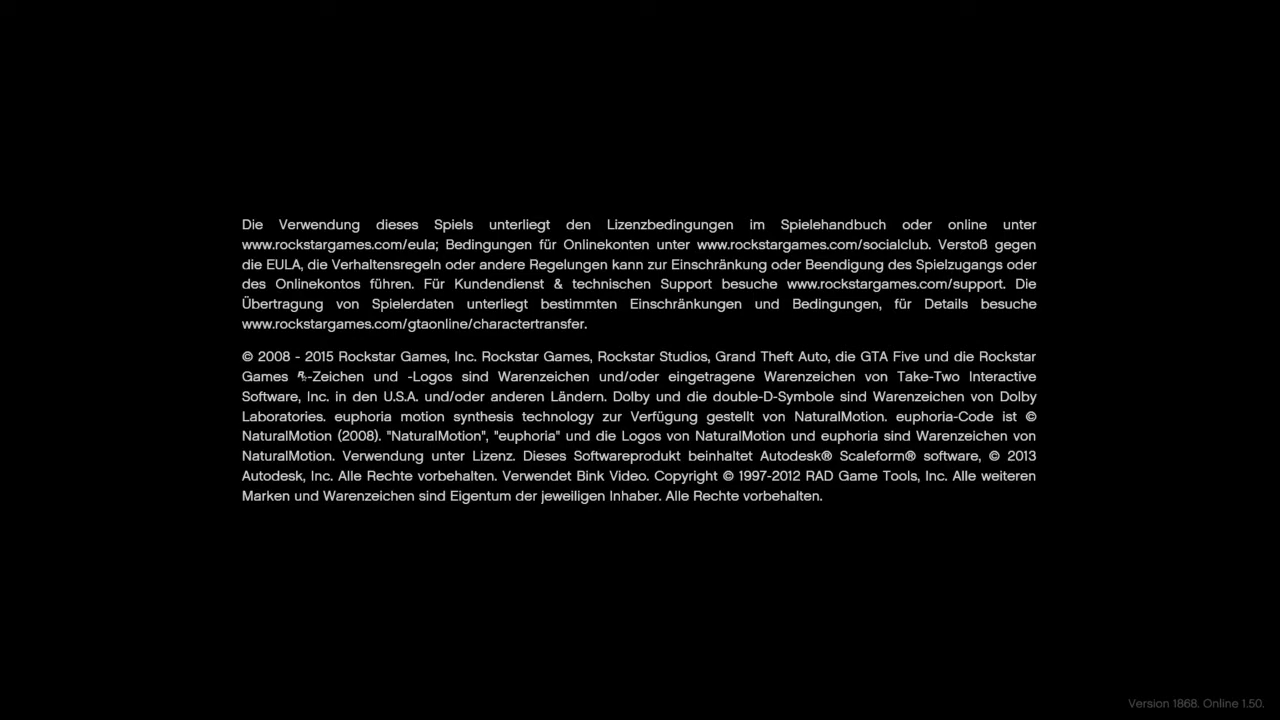 Die Verwendung dieses Spiels unterliegt den Lizenzbedingungen im Spielehandbuch oder online unter
www.rockstargames.com/eula; Bedingungen für Onlinekonten unter www.rockstargames.com/socialclub. Verstoß gegen
die EULA, die Verhaltensregeln oder andere Regelungen kann zur Einschränkung oder Beendigung des Spielzugangs oder
des Onlinekontos führen. Für Kundendienst & technischen Support besuche www.rockstargames.com/support. Die
Übertragung von Spielerdaten unterliegt bestimmten Einschränkungen und Bedingungen, für Details besuche
www.rockstargames.com/gtaonline/charactertransfer.
© 2008 - 2015 Rockstar Games, Inc. Rockstar Games, Rockstar Studios, Grand Theft Auto, die GTA Five und die Rockstar
Games R*-Zeichen und -Logos sind Warenzeichen und/oder eingetragene Warenzeichen von Take-Two Interactive
Software, Inc. in den U.S.A. und/oder anderen Ländern. Dolby und die double-D-Symbole sind Warenzeichen von Dolby
Laboratories. euphoria motion synthesis technology zur Verfügung gestellt von NaturalMotion. euphoria-Code ist ©
NaturalMotion (2008). "NaturalMotion", "euphoria" und die Logos von NaturalMotion und euphoria sind Warenzeichen von
NaturalMotion. Verwendung unter Lizenz. Dieses Softwareprodukt beinhaltet Autodesk® Scaleform® software, © 2013
Autodesk, Inc. Alle Rechte vorbehalten. Verwendet Bink Video. Copyright © 1997-2012 RAD Game Tools, Inc. Alle weiteren
Marken und Warenzeichen sind Eigentum der jeweiligen Inhaber. Alle Rechte vorbehalten.
Version 1868. Online 1.50.